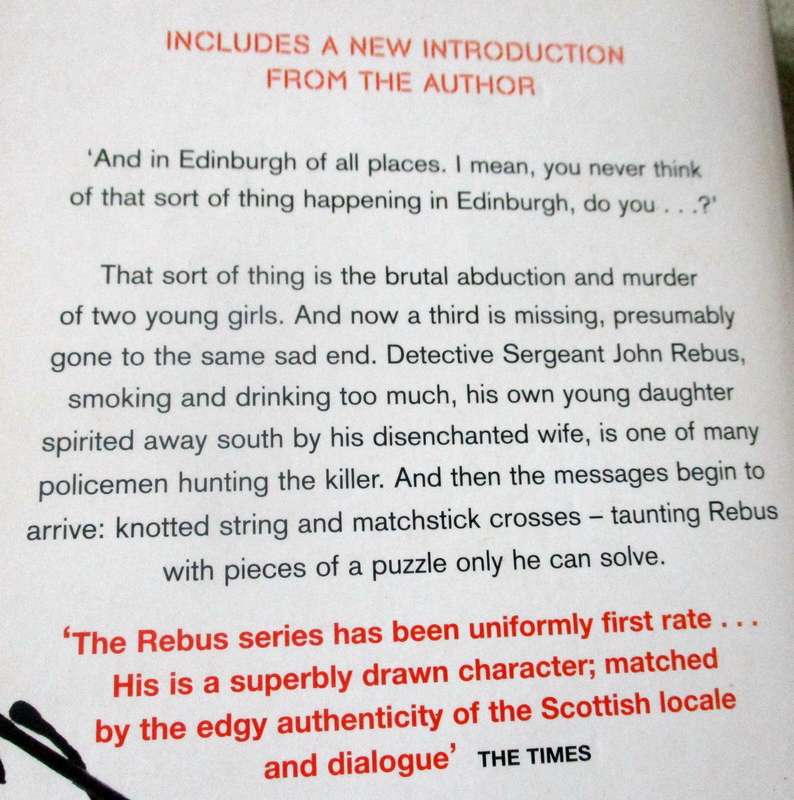 INCLUDES A NEW INTRODUCTION
FROM THE AUTHOR
‘And in Edinburgh of all places. I mean, you never think
of that sort of thing happening in Edinburgh, do you . . .?’
That sort of thing is the brutal abduction and murder
of two young girls. And now a third is missing, presumably
gone to the same sad end. Detective Sergeant John Rebus,
smoking and drinking too much, his own young daughter
spirited away south by his disenchanted wife, is one of many
policemen hunting the killer. And then the messages begin to
arrive: knotted string and matchstick crosses – taunting Rebus
with pieces of a puzzle only he can solve.
‘The Rebus series has been uniformly first rate . . .
His is a superbly drawn character; matched
by the edgy authenticity of the Scottish locale
and dialogue’ THE TIMES